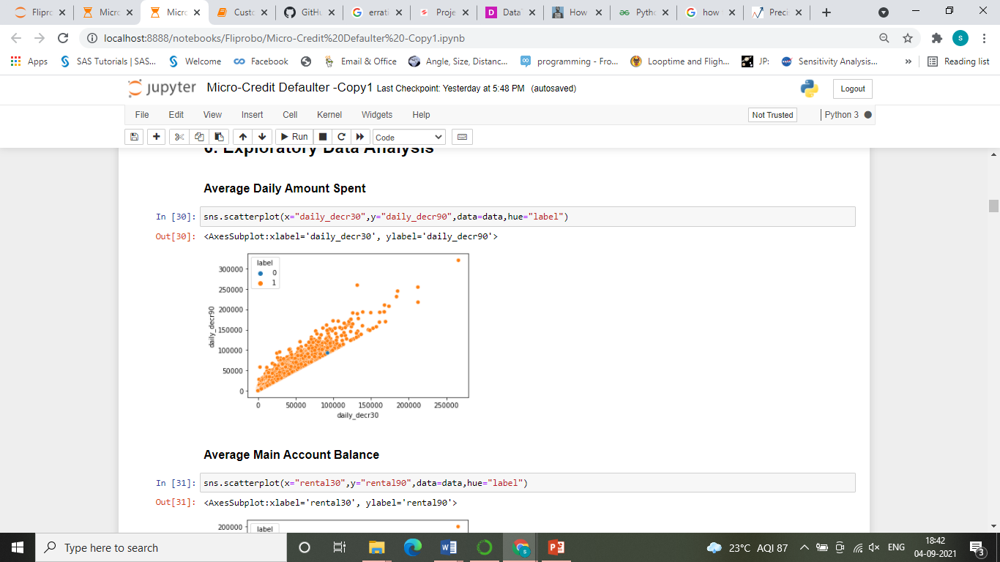 Flipro
Micro
Micro
Custo
GitHu
errati
Proje
DataT
How
Pytho
how
Preci
localhost:8888/notebooks/Fliprobo/Micro-Credit%20Defaulter%20-Copy1.ipynb
S
Apps
SAS Tutorials | SAS...
Welcome
Facebook
Email & Office
Angle, Size, Distanc...
programming - Fro...
Looptime and Fligh...
JP:
Sensitivity Analysis...
»
Reading list
jupyter Micro-Credit Defaulter -Copy1 Last Checkpoint: Yesterday at 5:48 PM (autosaved)
Logout
File Edit View Insert Cell Kernel Widgets Help
Not Trusted
Python 3
Run
Code
6. Exploratory Data Analysis
Average Daily Amount Spent
In [30]: sns.scatterplot(x="daily_decr30",y="daily_decr90",data=data,hue="label")
Out[30]: <AxesSubplot:xlabel='daily_decr30', ylabel='daily_decr90'>
label
0
1
300000
250000
200000
150000
100000
50000
0
daily_decr90
0 50000 100000 150000 200000 250000
daily_decr30
Average Main Account Balance
In [31]: sns.scatterplot(x="rental30",y="rental90",data=data,hue="label")
Out[31]: <AxesSubplot:xlabel='rental30', ylabel='rental90'>
200000
label
Type here to search
23°C AQI 87
ENG
18:42
04-09-2021
3